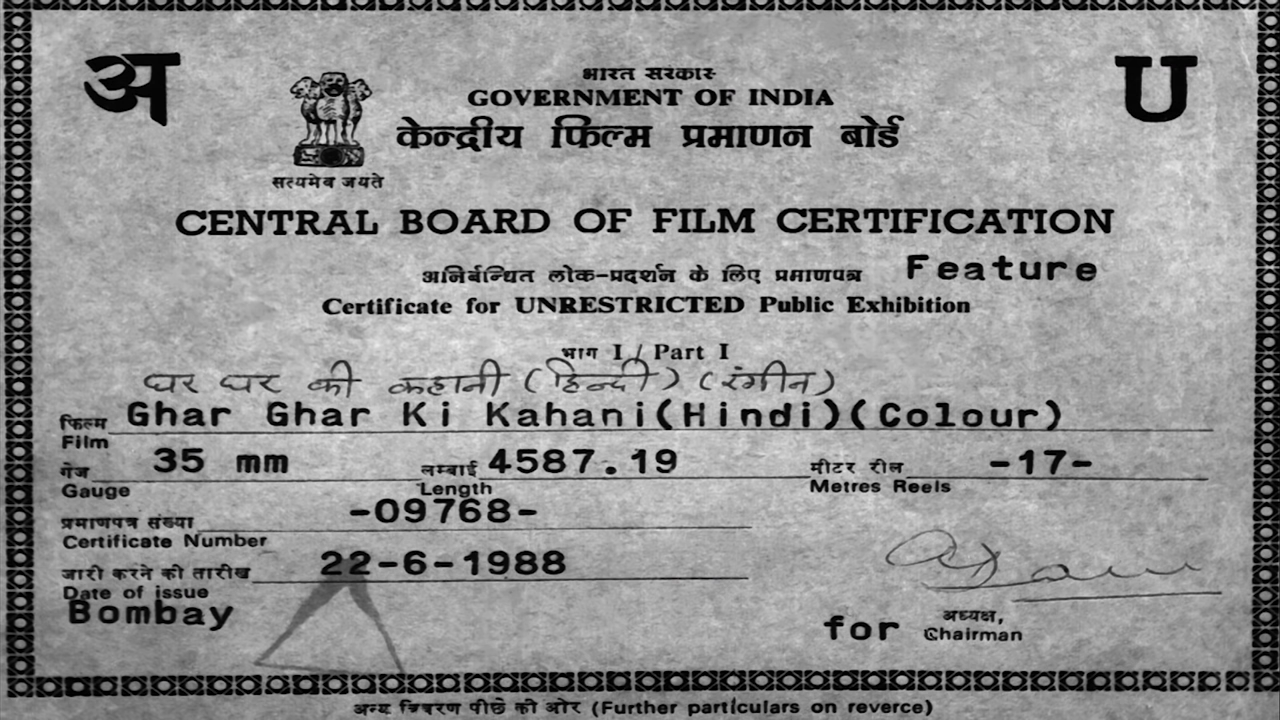 अ
U
भारत सरकार
GOVERNMENT OF INDIA
केन्द्रीय फिल्म प्रमाणन बोर्ड
सत्यमेव जयते
CENTRAL BOARD OF FILM CERTIFICATION
अनिर्बन्धित लोक-प्रदर्शन के लिए प्रमाणपत्र Feature
Certificate for UNRESTRICTED Public Exhibition
भाग I / Part I
घर घर की कहानी (हिन्दी) (रंगीन)
फिल्म Ghar Ghar Ki Kahani(Hindi)(Colour)
Film
गेज 35 mm लम्बाई 4587.19 मीटर रील -17-
Gauge Length Metres Reels
प्रमाणपत्र संख्या -09768-
Certificate Number
जारी करने की तारीख 22-6-1988
Date of issue
Bombay
for अध्यक्ष,
Chairman
अन्य विवरण पीछे की ओर (Further particulars on reverce)